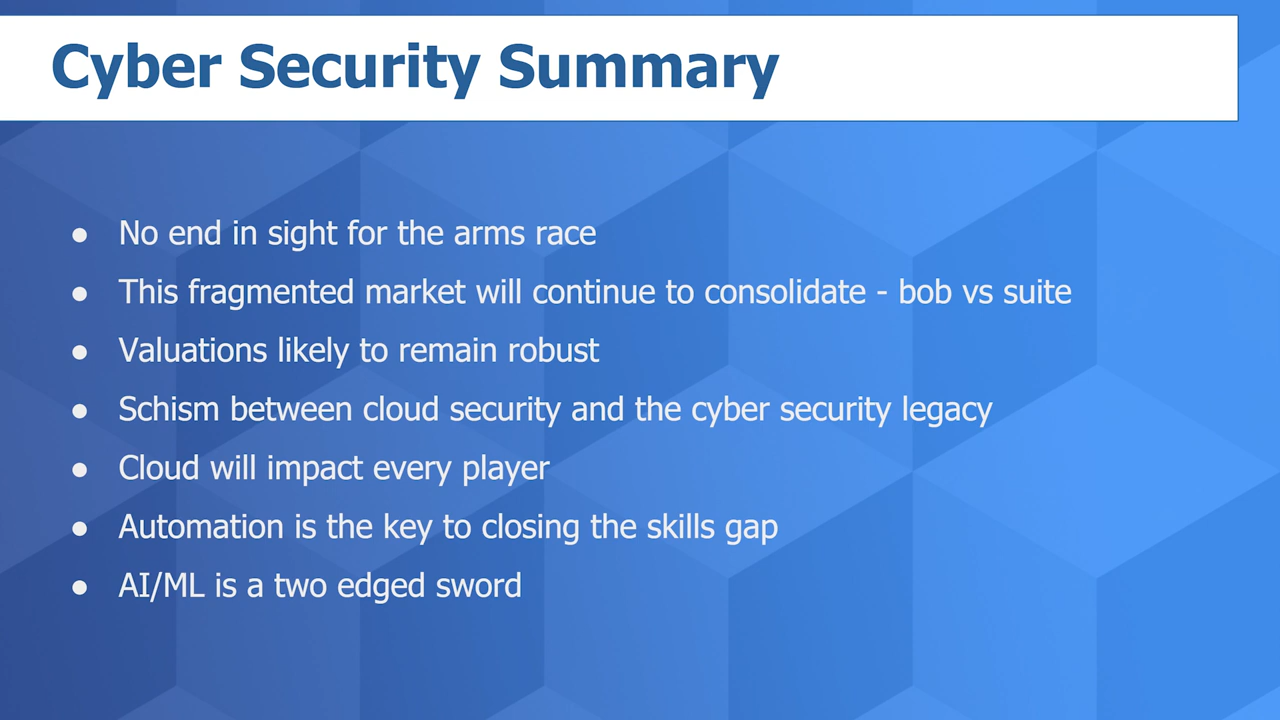 Cyber Security Summary
● No end in sight for the arms race
● This fragmented market will continue to consolidate - bob vs suite
● Valuations likely to remain robust
● Schism between cloud security and the cyber security legacy
● Cloud will impact every player
● Automation is the key to closing the skills gap
● AI/ML is a two edged sword